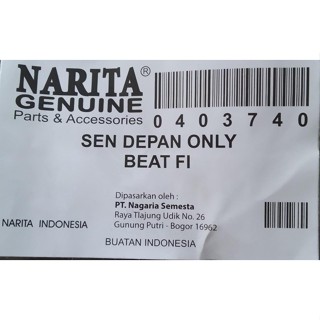 NARITA®
GENUINE
Parts & Accessories
0403740
SEN DEPAN ONLY
BEAT FI
Dipasarkan oleh :
PT. Nagaria Semesta
Raya Tlajung Udik No. 26
Gunung Putri - Bogor 16962
NARITA INDONESIA
BUATAN INDONESIA